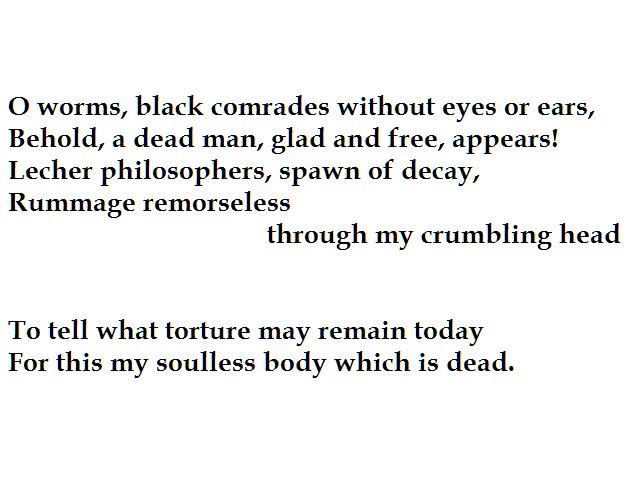 O worms, black comrades without eyes or ears,
Behold, a dead man, glad and free, appears!
Lecher philosophers, spawn of decay,
Rummage remorseless
through my crumbling head
To tell what torture may remain today
For this my soulless body which is dead.